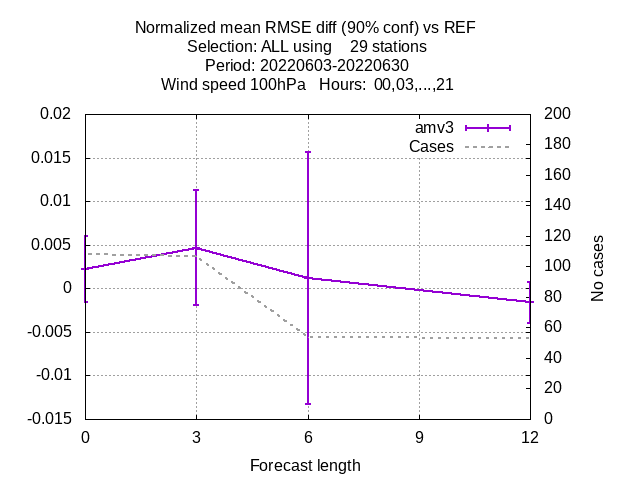 Normalized mean RMSE diff (90% conf) vs REF
Selection: ALL using 29 stations
Period: 20220603-20220630
Wind speed 100hPa Hours: 00,03,...,21
0.02
0.015
0.01
0.005
0
-0.005
-0.01
-0.015
amv3
Cases
200
180
160
140
120
100
80
60
40
20
0
No cases
0 3 6 9 12
Forecast length